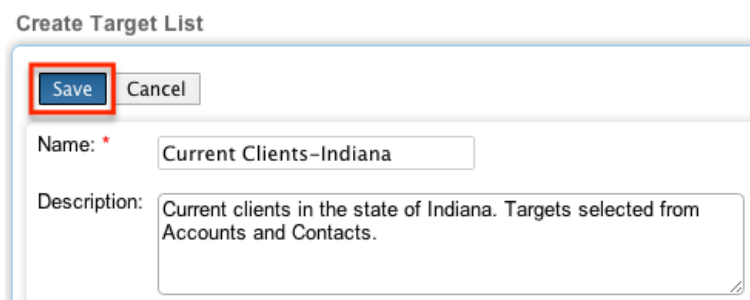 Create Target List
Save Cancel
Name: * Current Clients-Indiana
Description: Current clients in the state of Indiana. Targets selected from
Accounts and Contacts.